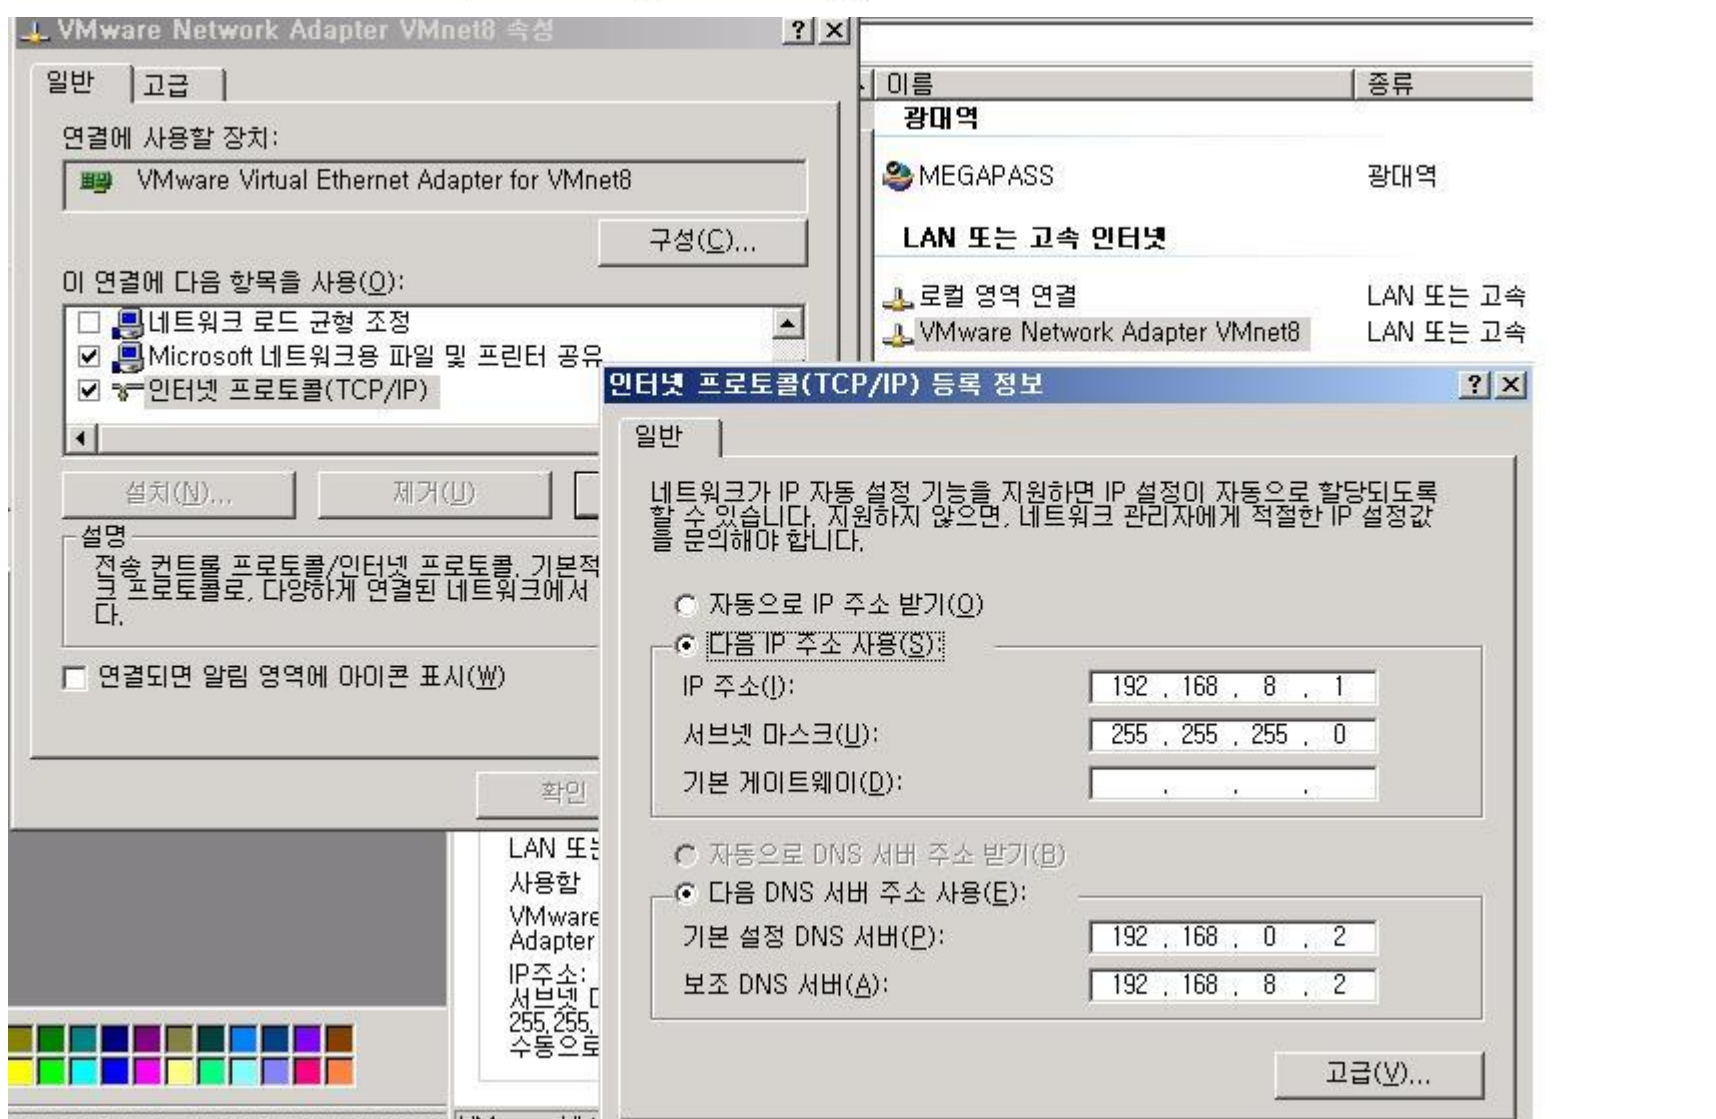 VMware Network Adapter VMnet8 속성
일반
고급
연결에 사용할 장치:
VMware Virtual Ethernet Adapter for VMnet8
구성(C)...
이 연결에 다음 항목을 사용(O):
네트워크 로드 균형 조정
Microsoft 네트워크용 파일 및 프린터 공유
인터넷 프로토콜(TCP/IP)
설치(N)...
제거(U)
설명
전송 컨트롤 프로토콜/인터넷 프로토콜. 기본적
크 프로토콜로, 다양하게 연결된 네트워크에서
다.
연결되면 알림 영역에 아이콘 표시(W)
확인
이름
종류
광대역
MEGAPASS
광대역
LAN 또는 고속 인터넷
로컬 영역 연결
LAN 또는 고속
VMware Network Adapter VMnet8
LAN 또는 고속
인터넷 프로토콜(TCP/IP) 등록 정보
일반
네트워크가 IP 자동 설정 기능을 지원하면 IP 설정이 자동으로 할당되도록
할 수 있습니다. 지원하지 않으면, 네트워크 관리자에게 적절한 IP 설정값
을 문의해야 합니다.
자동으로 IP 주소 받기(O)
다음 IP 주소 사용(S):
IP 주소(I):
192 . 168 . 8 . 1
서브넷 마스크(U):
255 . 255 . 255 . 0
기본 게이트웨이(D):
. . .
자동으로 DNS 서버 주소 받기(B)
다음 DNS 서버 주소 사용(E):
기본 설정 DNS 서버(P):
192 . 168 . 0 . 2
보조 DNS 서버(A):
192 . 168 . 8 . 2
고급(V)...
LAN 또는
사용함
VMware
Adapter
IP주소:
서브넷
255,255,
수동으로